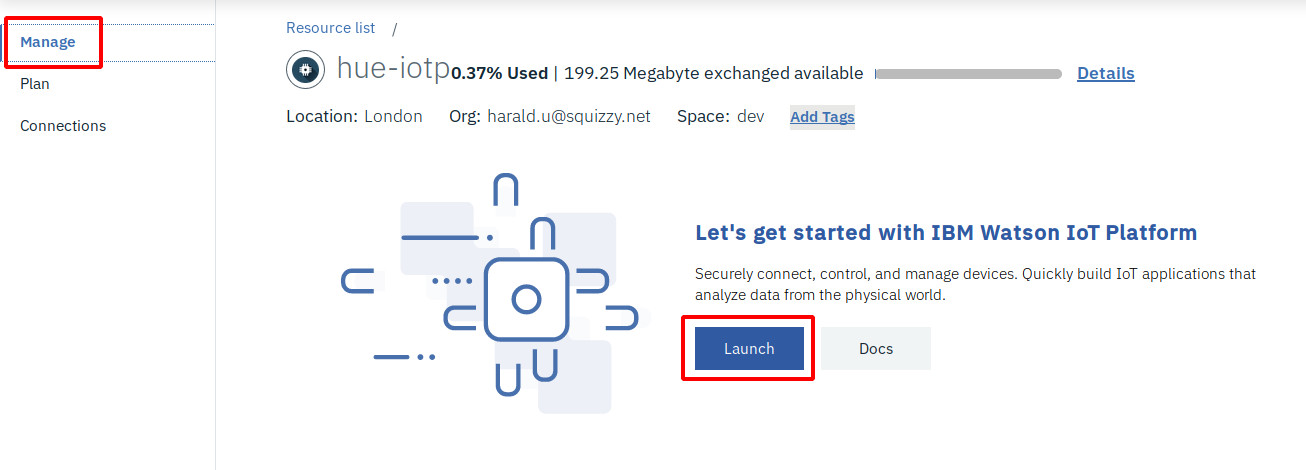 Manage
Plan
Connections
Resource list /
hue-iotp 0.37% Used | 199.25 Megabyte exchanged available Details
Location: London Org: harald.u@squizzy.net Space: dev Add Tags
Let's get started with IBM Watson IoT Platform
Securely connect, control, and manage devices. Quickly build IoT applications that
analyze data from the physical world.
Launch Docs